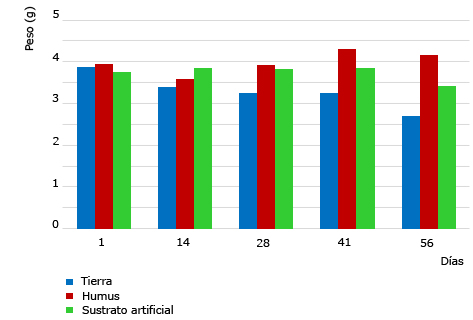 Peso (g)
5
4
3
2
1
0
1 14 28 41 56
Días
Tierra
Humus
Sustrato artificial